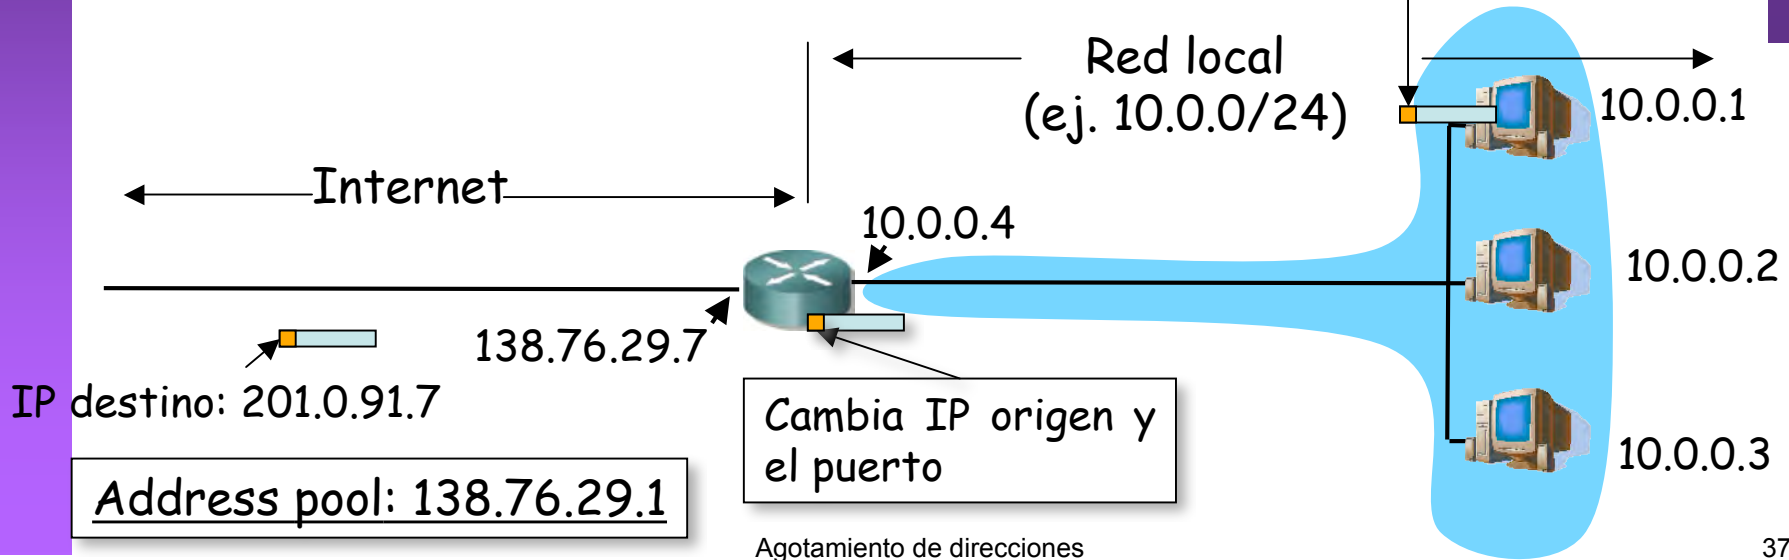 Red local
(ej. 10.0.0/24)
10.0.0.1
Internet
10.0.0.4
10.0.0.2
138.76.29.7
IP destino: 201.0.91.7
Cambia IP origen y
el puerto
10.0.0.3
Address pool: 138.76.29.1
Agotamiento de direcciones
37